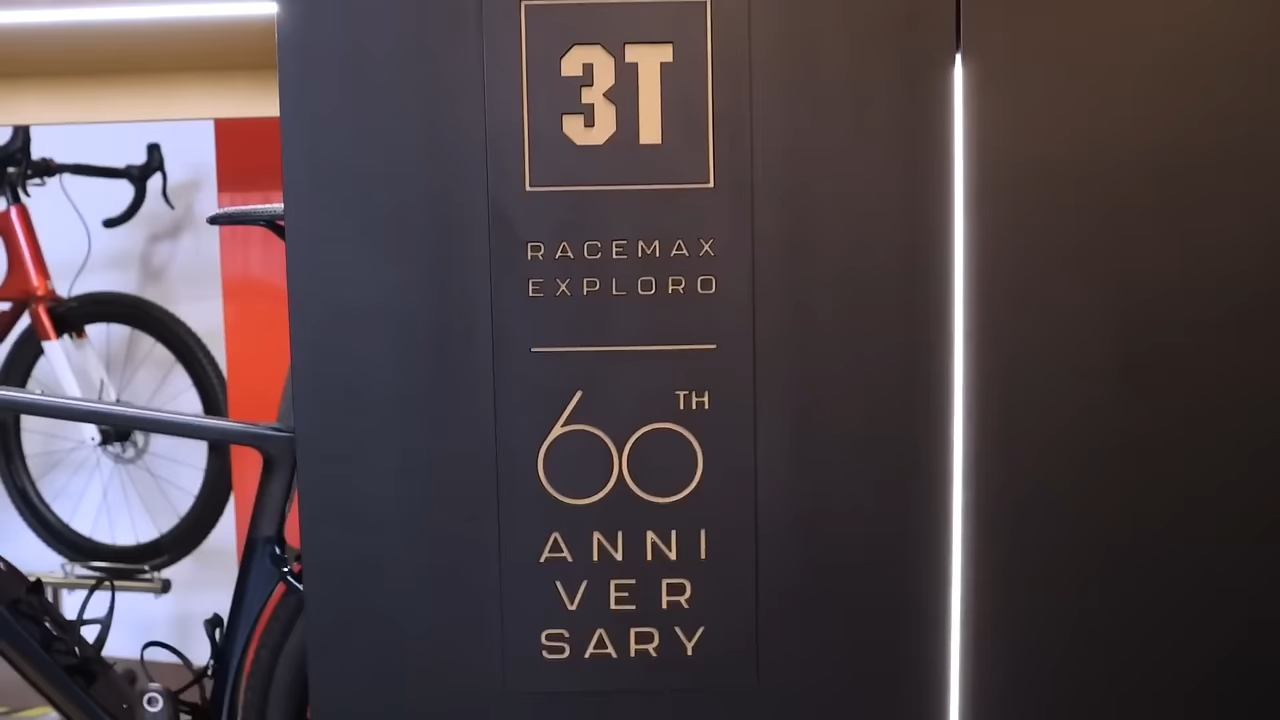 3T
RACEMAX
EXPLORO
60TH
ANNI
VER
SARY